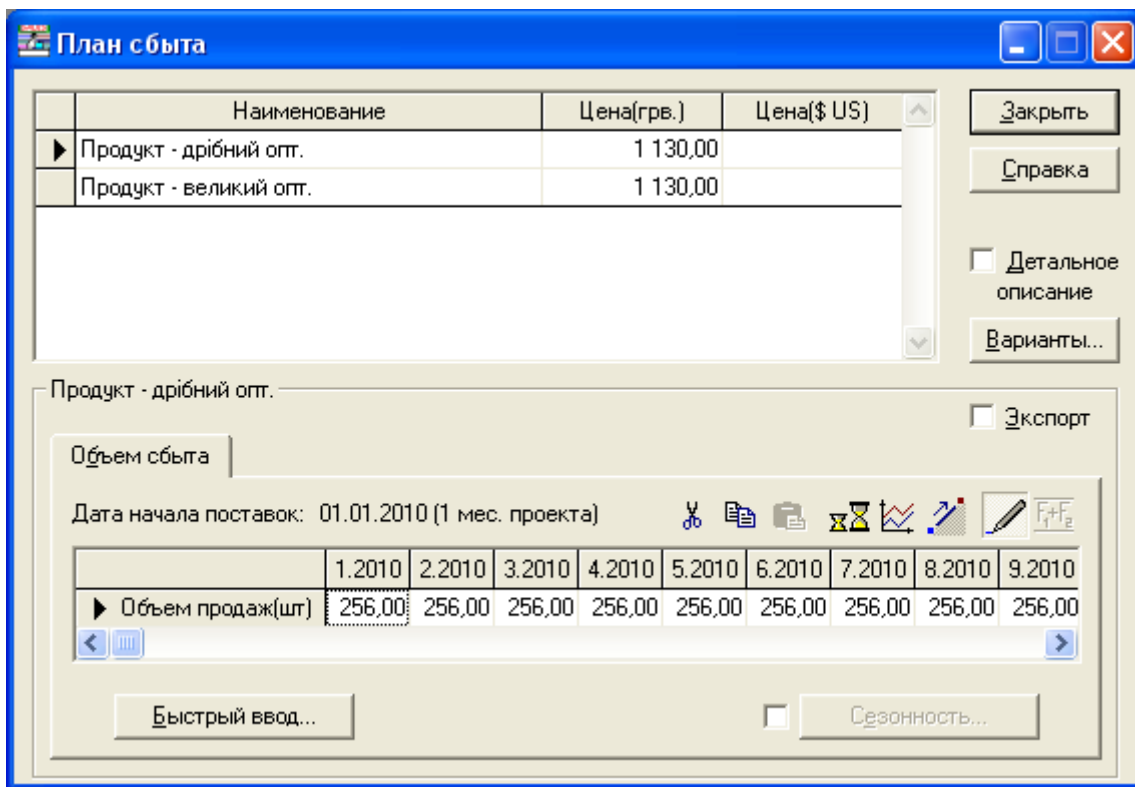 План сбыта
Наименование Цена(грв.) Цена($ US)
Продукт - дрібний опт. 1 130,00
Продукт - великий опт. 1 130,00
Закрыть
Справка
Детальное
описание
Варианты...
Продукт - дрібний опт.
Экспорт
Объем сбыта
Дата начала поставок: 01.01.2010 (1 мес. проекта)
F1+F2
1.2010 2.2010 3.2010 4.2010 5.2010 6.2010 7.2010 8.2010 9.2010
Объем продаж(шт) 256,00 256,00 256,00 256,00 256,00 256,00 256,00 256,00 256,00
Быстрый ввод...
Сезонность...